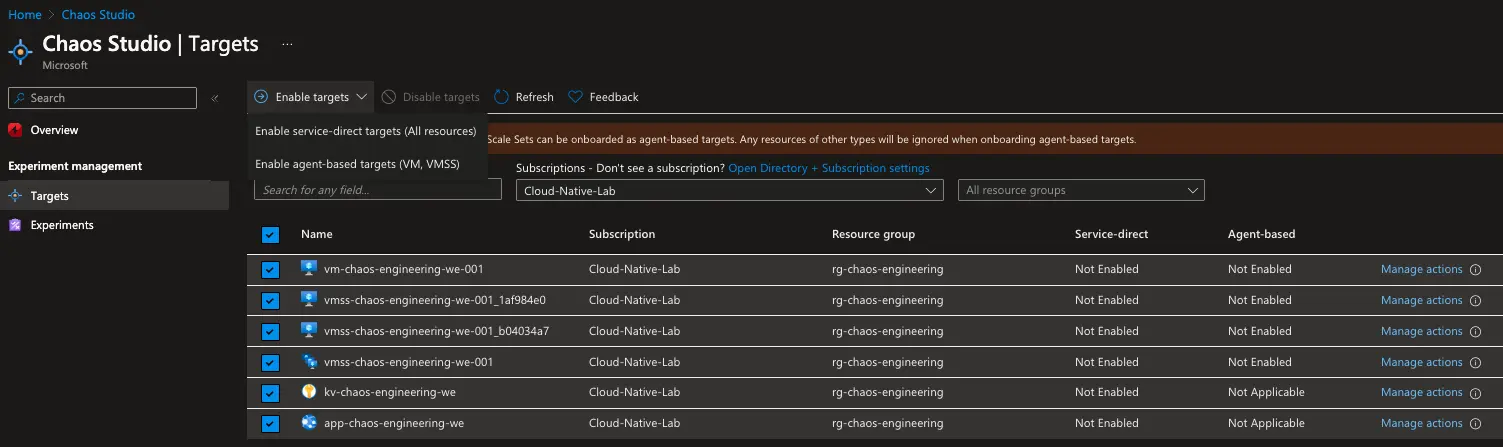 Home > Chaos Studio
Chaos Studio | Targets ...
Microsoft
Search «
Overview
Experiment management
Targets
Experiments
Enable targets Disable targets Refresh Feedback
Enable service-direct targets (All resources)
Enable agent-based targets (VM, VMSS)
Scale Sets can be onboarded as agent-based targets. Any resources of other types will be ignored when onboarding agent-based targets.
Subscriptions - Don't see a subscription? Open Directory + Subscription settings
Search for any field... Cloud-Native-Lab All resource groups
Name Subscription Resource group Service-direct Agent-based
vm-chaos-engineering-we-001 Cloud-Native-Lab rg-chaos-engineering Not Enabled Not Enabled Manage actions
vmss-chaos-engineering-we-001_1af984e0 Cloud-Native-Lab rg-chaos-engineering Not Enabled Not Enabled Manage actions
vmss-chaos-engineering-we-001_b04034a7 Cloud-Native-Lab rg-chaos-engineering Not Enabled Not Enabled Manage actions
vmss-chaos-engineering-we-001 Cloud-Native-Lab rg-chaos-engineering Not Enabled Not Enabled Manage actions
kv-chaos-engineering-we Cloud-Native-Lab rg-chaos-engineering Not Enabled Not Applicable Manage actions
app-chaos-engineering-we Cloud-Native-Lab rg-chaos-engineering Not Enabled Not Applicable Manage actions